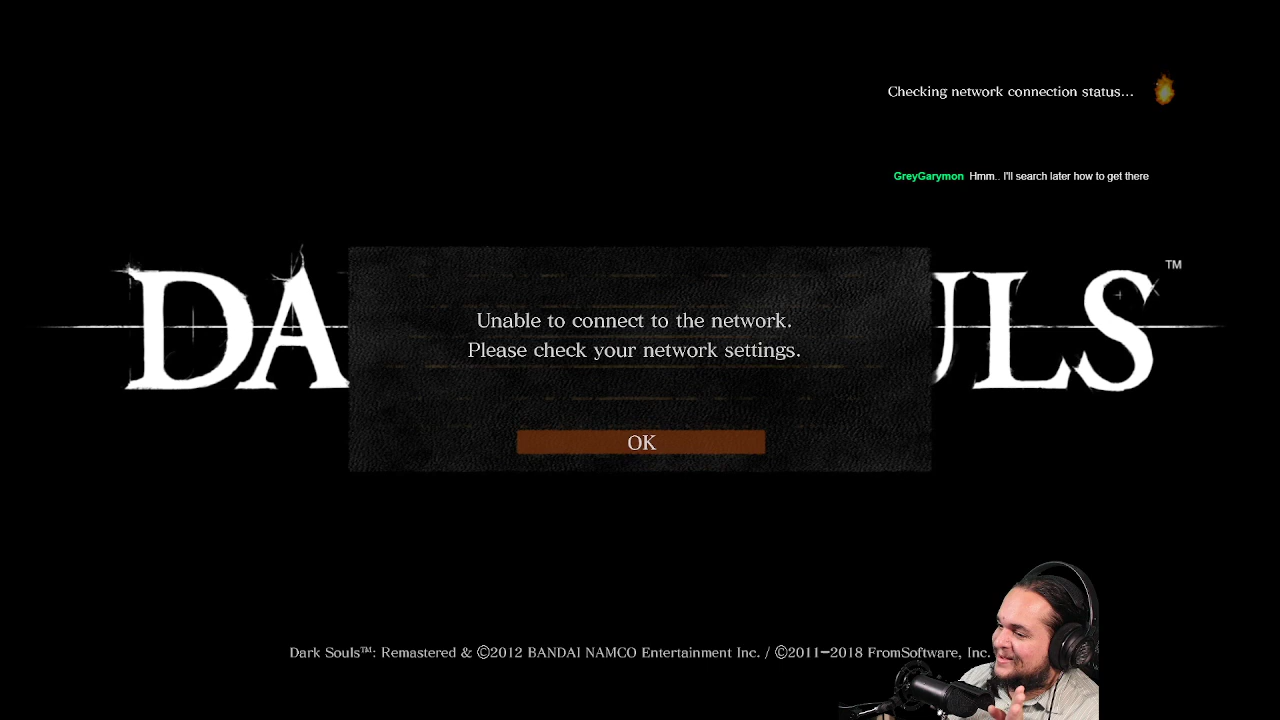 Checking network connection status...
GreyGarymon Hmm.. I'll search later how to get there
DA ULS™
Unable to connect to the network.
Please check your network settings.
OK
Dark Souls™: Remastered & ©2012 BANDAI NAMCO Entertainment Inc. / ©2011-2018 FromSoftware, Inc.